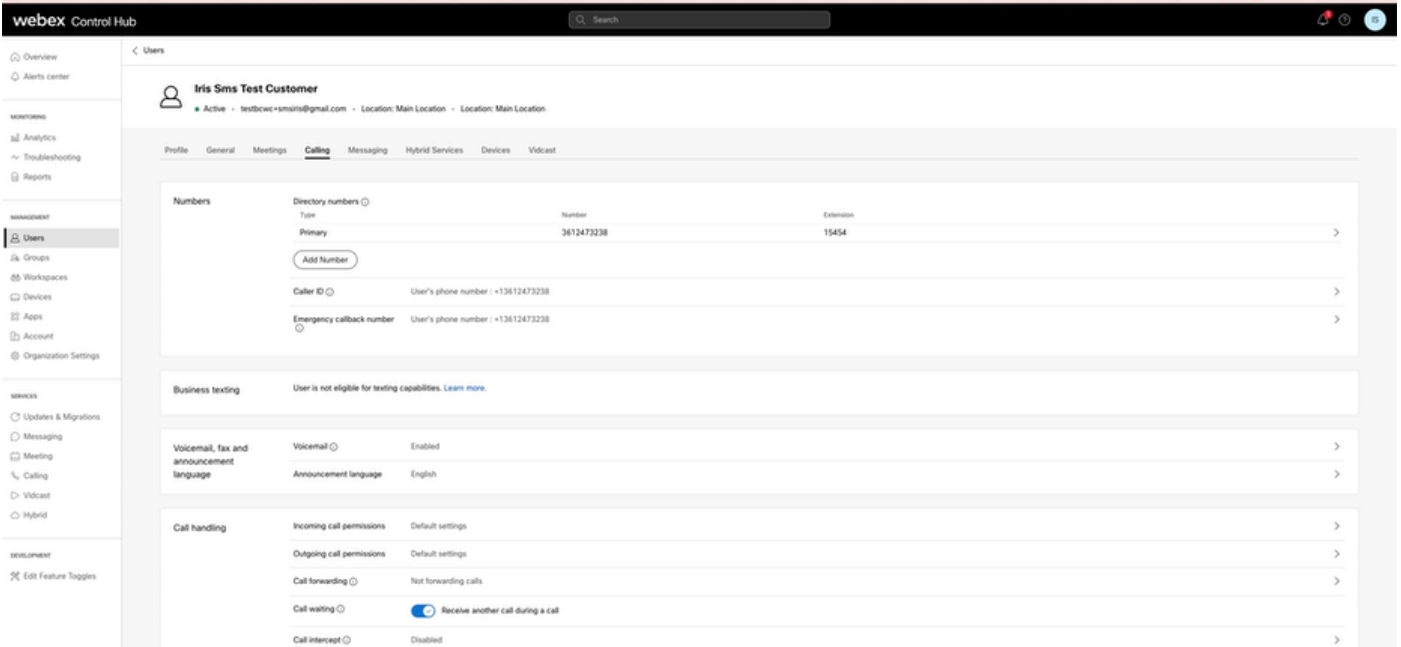 webex Control Hub
Search
IS
Overview
Alerts center
MONITORING
Analytics
Troubleshooting
Reports
MANAGEMENT
Users
Groups
Workspaces
Devices
Apps
Account
Organization Settings
SERVICES
Updates & Migrations
Messaging
Meeting
Calling
Vidcast
Hybrid
DEVELOPMENT
Edit Feature Toggles
Users
Iris Sms Test Customer
Active - testbcwc+smsiris@gmail.com - Location: Main Location - Location: Main Location
Profile General Meetings Calling Messaging Hybrid Services Devices Vidcast
Numbers
Directory numbers
Type Number Extension
Primary 3612473238 15454
Add Number
Caller ID User's phone number : +13612473238
Emergency callback number User's phone number : +13612473238
Business texting
User is not eligible for texting capabilities. Learn more.
Voicemail, fax and
announcement
language
Voicemail Enabled
Announcement language English
Call handling
Incoming call permissions Default settings
Outgoing call permissions Default settings
Call forwarding Not forwarding calls
Call waiting Receive another call during a call
Call intercept Disabled